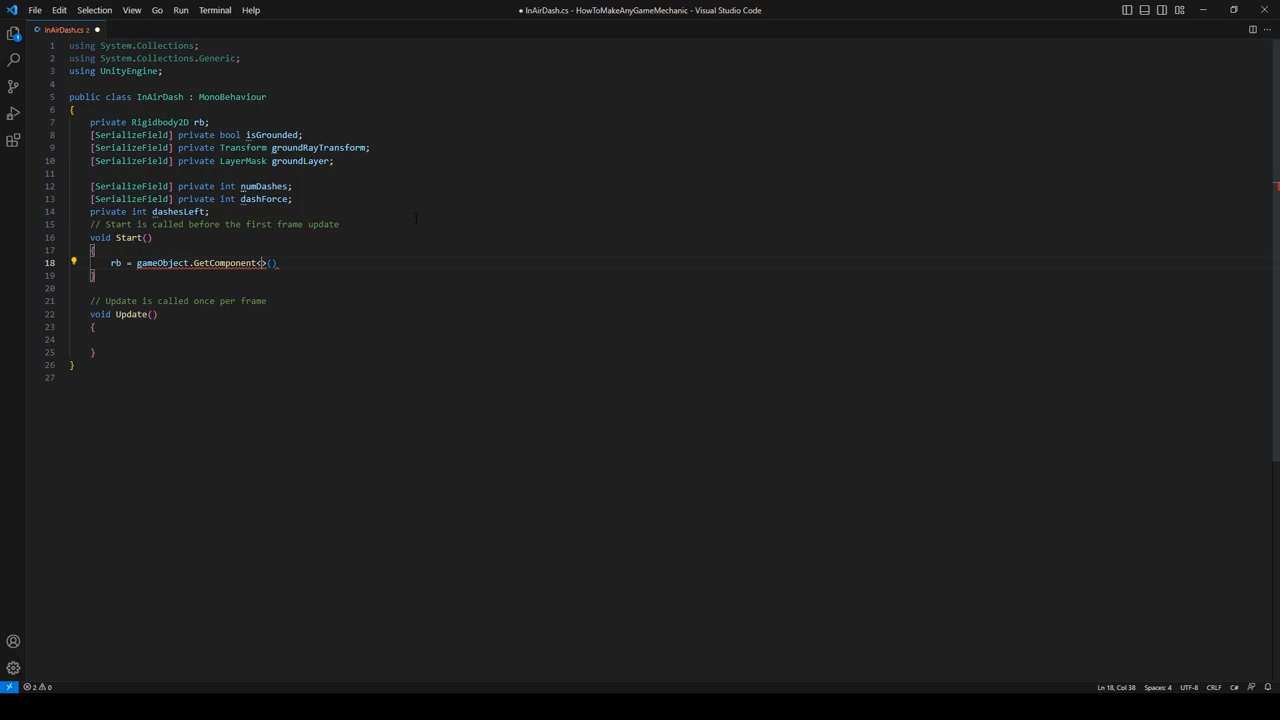 File Edit Selection View Go Run Terminal Help
● InAirDash.cs - HowToMakeAnyGameMechanic - Visual Studio Code
InAirDash.cs 2 ●
1 using System.Collections;
2 using System.Collections.Generic;
3 using UnityEngine;
4
5 public class InAirDash : MonoBehaviour
6 {
7 private Rigidbody2D rb;
8 [SerializeField] private bool isGrounded;
9 [SerializeField] private Transform groundRayTransform;
10 [SerializeField] private LayerMask groundLayer;
11
12 [SerializeField] private int numDashes;
13 [SerializeField] private int dashForce;
14 private int dashesLeft;
15 // Start is called before the first frame update
16 void Start()
17 {
18 rb = gameObject.GetComponent<>()
19 }
20
21 // Update is called once per frame
22 void Update()
23 {
24
25 }
26 }
27
1
2 0
Ln 18, Col 38 Spaces: 4 UTF-8 CRLF C#